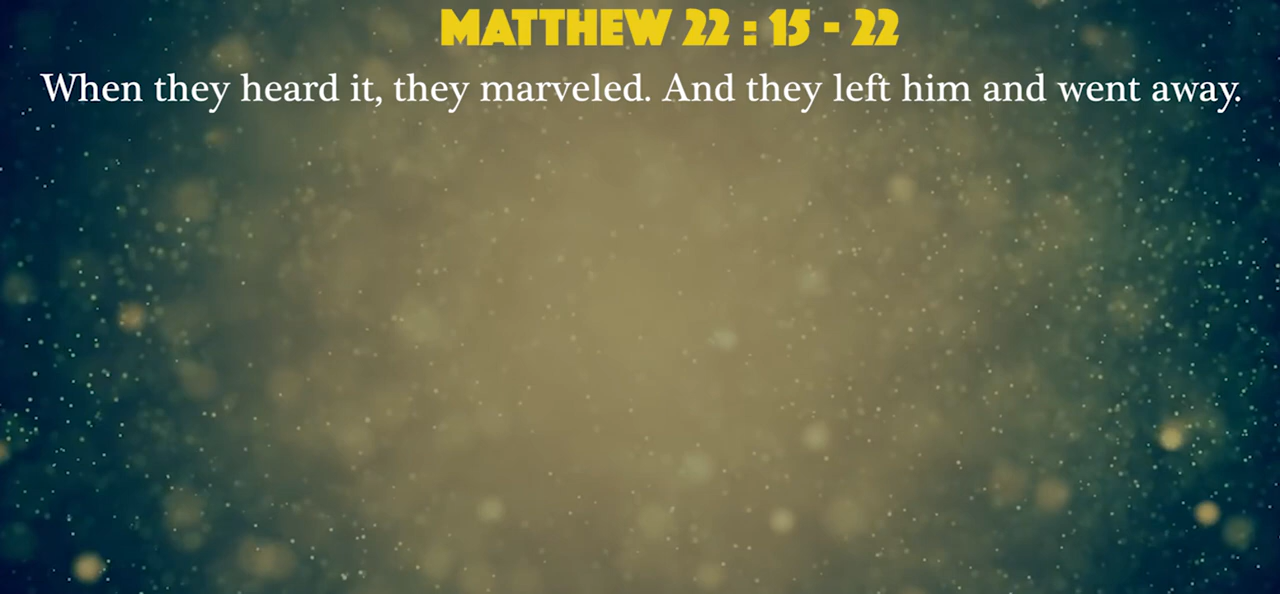 MATTHEW 22 : 15 - 22
When they heard it, they marveled. And they left him and went away.